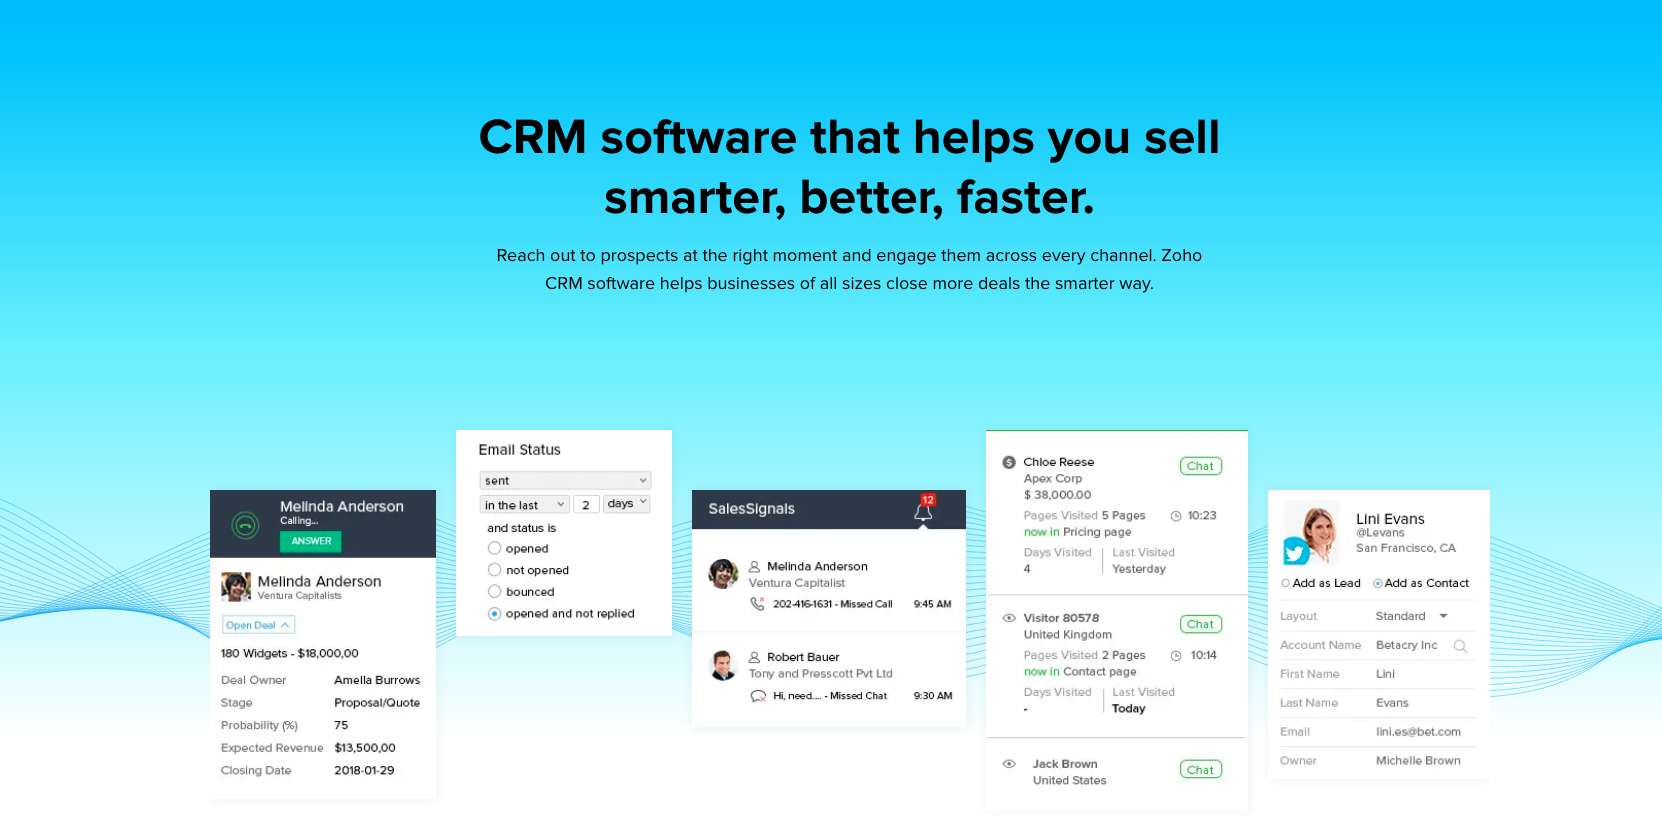 CRM software that helps you sell
smarter, better, faster.
Reach out to prospects at the right moment and engage them across every channel. Zoho
CRM software helps businesses of all sizes close more deals the smarter way.
Melinda Anderson
Calling...
ANSWER
Melinda Anderson
Ventura Capitalists
Open Deal
180 Widgets - $18,000,00
Deal Owner Amella Burrows
Stage Proposal/Quote
Probability (%) 75
Expected Revenue $13,500,00
Closing Date 2018-01-29
Email Status
sent
in the last 2 days
and status is
opened
not opened
bounced
opened and not replied
SalesSignals
12
Melinda Anderson
Ventura Capitalist
202-416-1631 - Missed Call 9:45 AM
Robert Bauer
Tony and Presscott Pvt Ltd
Hi, need.... - Missed Chat 9:30 AM
$ Chloe Reese Chat
Apex Corp
$ 38,000.00
Pages Visited 5 Pages 10:23
now in Pricing page
Days Visited Last Visited
4 Yesterday
Visitor 80578 Chat
United Kingdom
Pages Visited 2 Pages 10:14
now in Contact page
Days Visited Last Visited
- Today
Jack Brown Chat
United States
Lini Evans
@Levans
San Francisco, CA
Add as Lead Add as Contact
Layout Standard
Account Name Betacry Inc
First Name Lini
Last Name Evans
Email lini.es@bet.com
Owner Michelle Brown